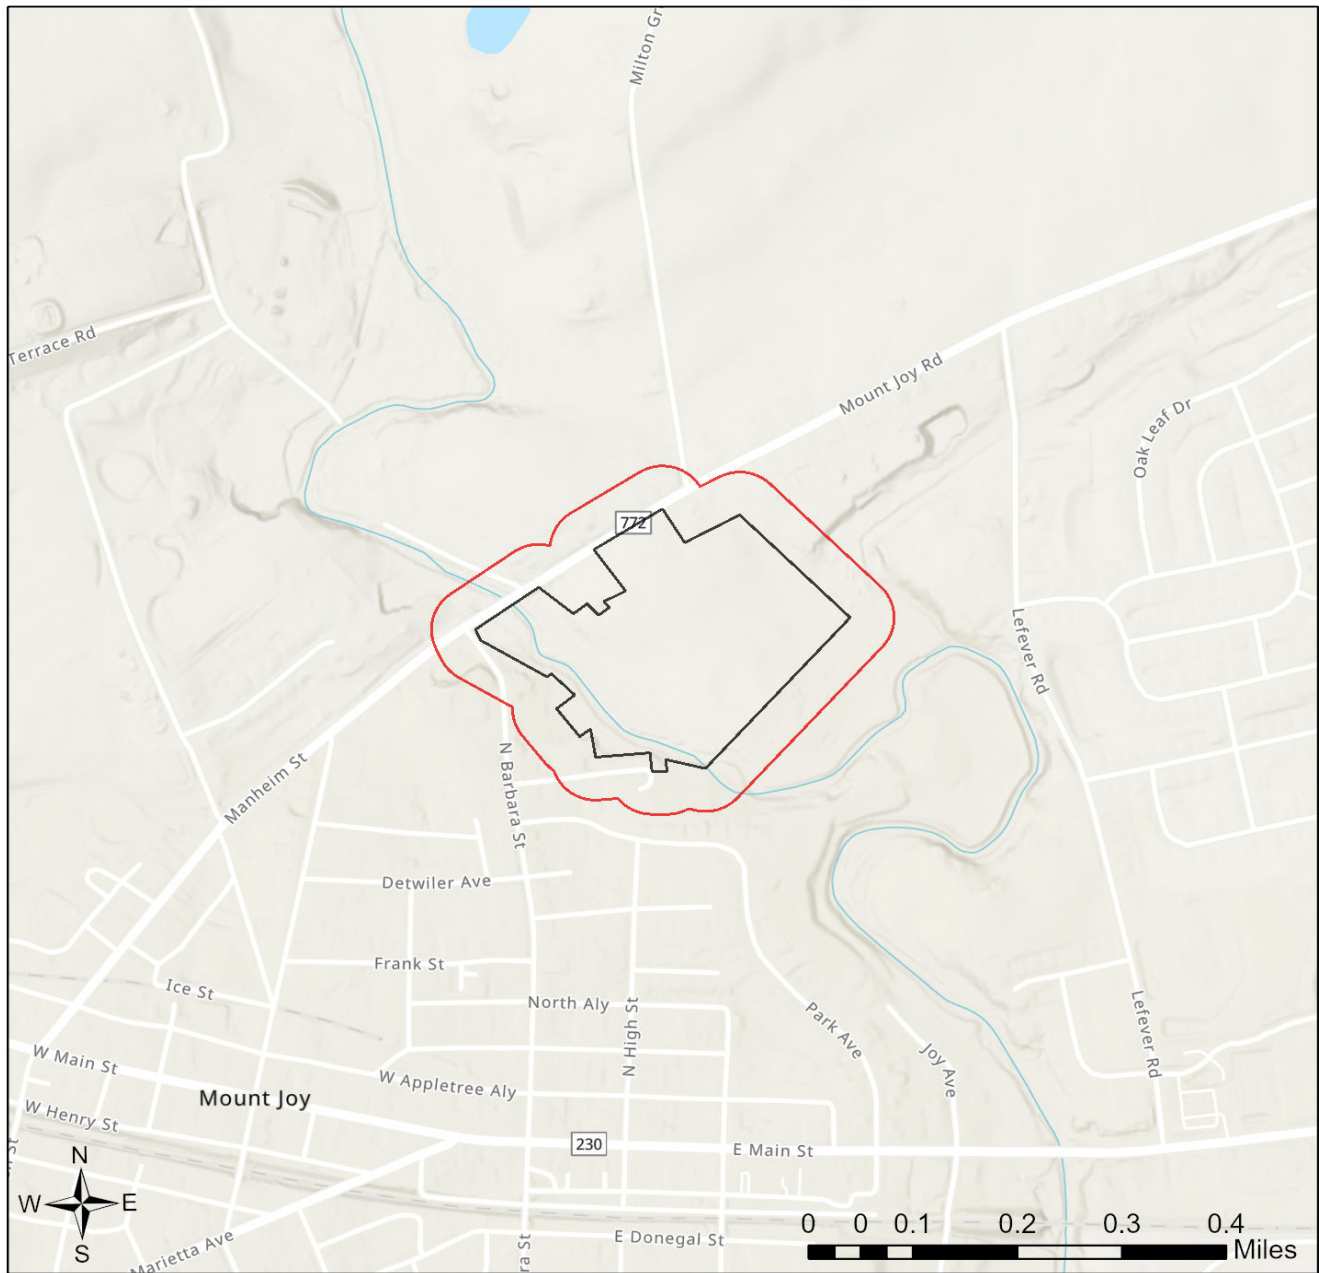 Milton Gr
Terrace Rd
Mount Joy Rd
Oak Leaf Dr
772
Lefever Rd
N Barbara St
Manheim St
Detwiler Ave
Frank St
Ice St
North Aly
N High St
Park Ave
Joy Ave
Lefever Rd
W Main St
W Appletree Aly
Mount Joy
W Henry St
230
E Main St
N
W E
S
Marietta Ave
ra St
E Donegal St
0 0 0.1 0.2 0.3 0.4
Miles